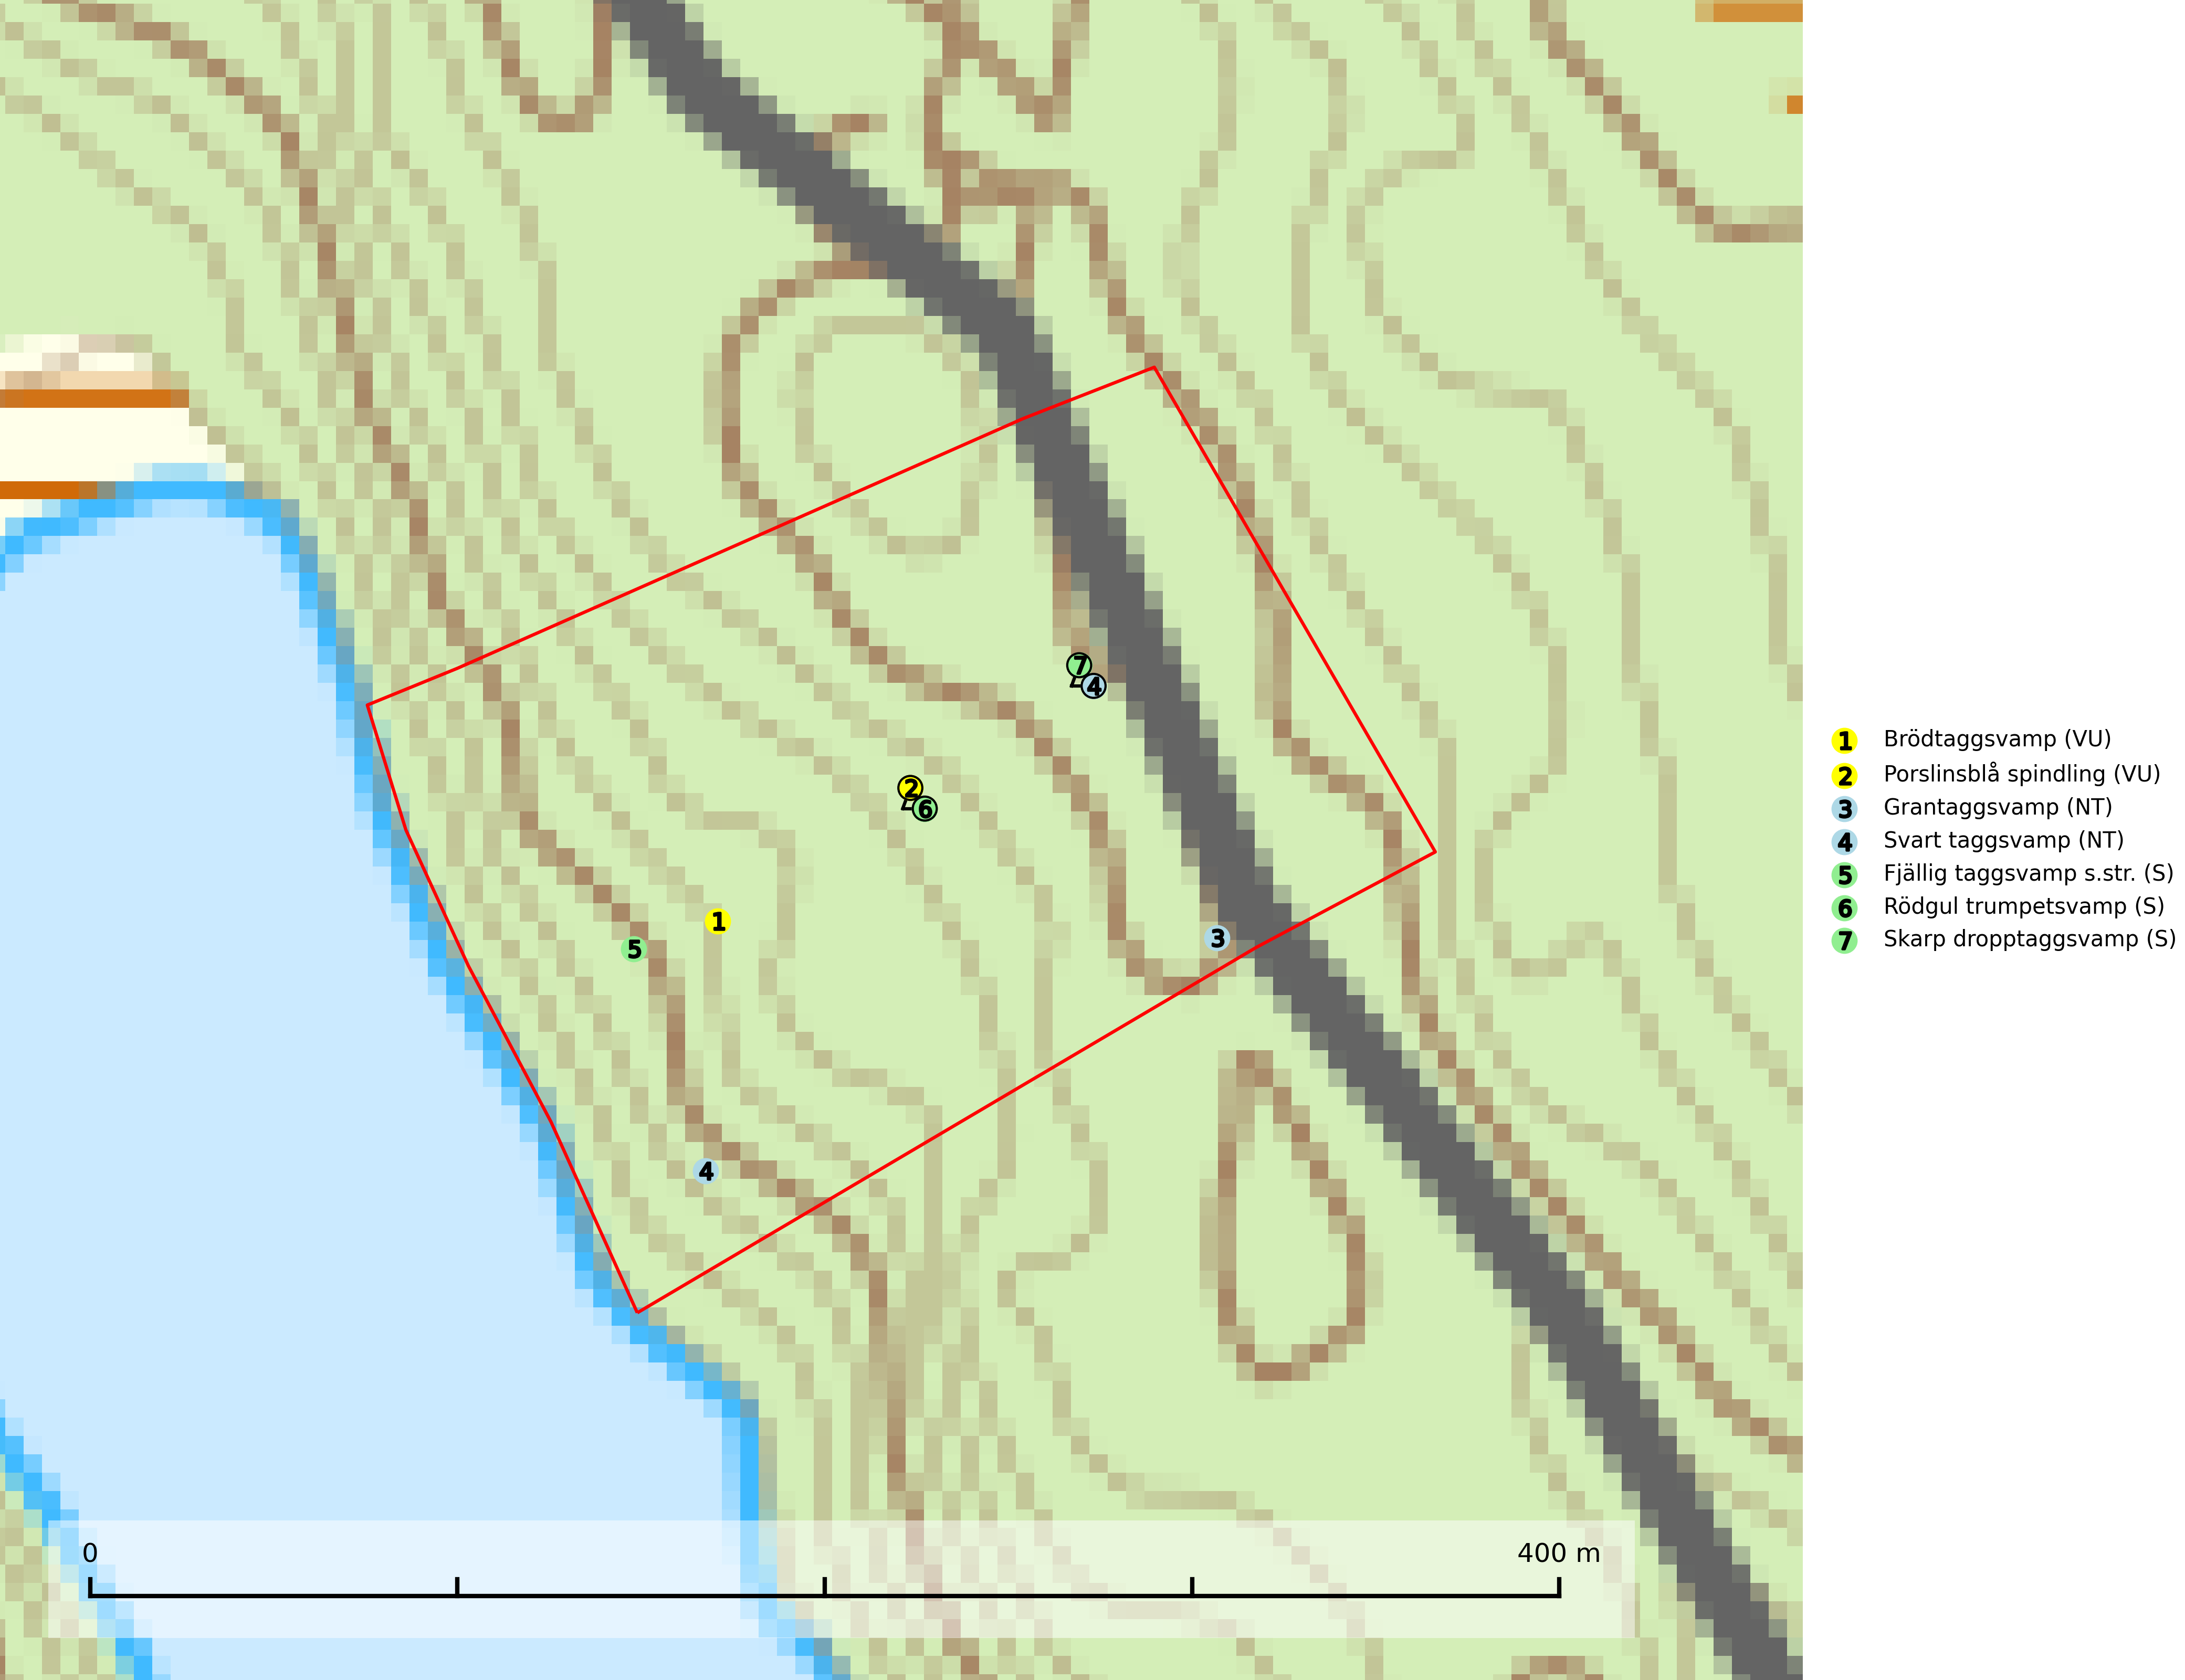 7
4
2
6
1
5
3
4
0
400 m
1 Brödtaggsvamp (VU)
2 Porslinsblå spindling (VU)
3 Grantaggsvamp (NT)
4 Svart taggsvamp (NT)
5 Fjällig taggsvamp s.str. (S)
6 Rödgul trumpetsvamp (S)
7 Skarp dropptaggsvamp (S)